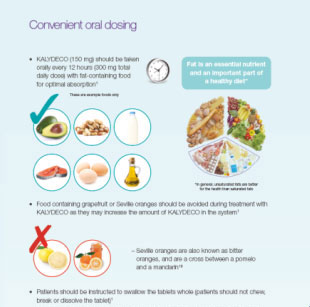 Convenient oral dosing
• KALYDECO (150 mg) should be taken
orally every 12 hours (300 mg total
daily dose) with fat-containing food
for optimal absorption¹
Fat is an essential nutrient
and an important part of
a healthy diet*
These are example foods only
*In general, unsaturated fats are better
for the heart than saturated fats
• Food containing grapefruit or Seville oranges should be avoided during treatment with
KALYDECO as they may increase the amount of KALYDECO in the system¹
– Seville oranges are also known as bitter
oranges, and are a cross between a pomelo
and a mandarin
• Patients should be instructed to swallow the tablets whole (patients should not chew,
break or dissolve the tablet)¹